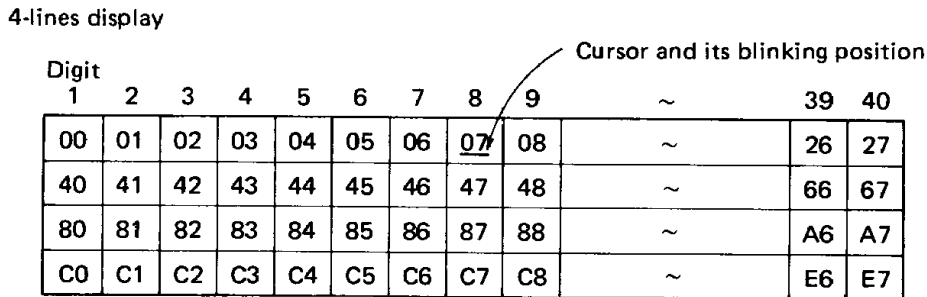 4-lines display
Cursor and its blinking position
Digit
1 2 3 4 5 6 7 8 9 ~ 39 40
00 01 02 03 04 05 06 07 08 ~ 26 27
40 41 42 43 44 45 46 47 48 ~ 66 67
80 81 82 83 84 85 86 87 88 ~ A6 A7
C0 C1 C2 C3 C4 C5 C6 C7 C8 ~ E6 E7